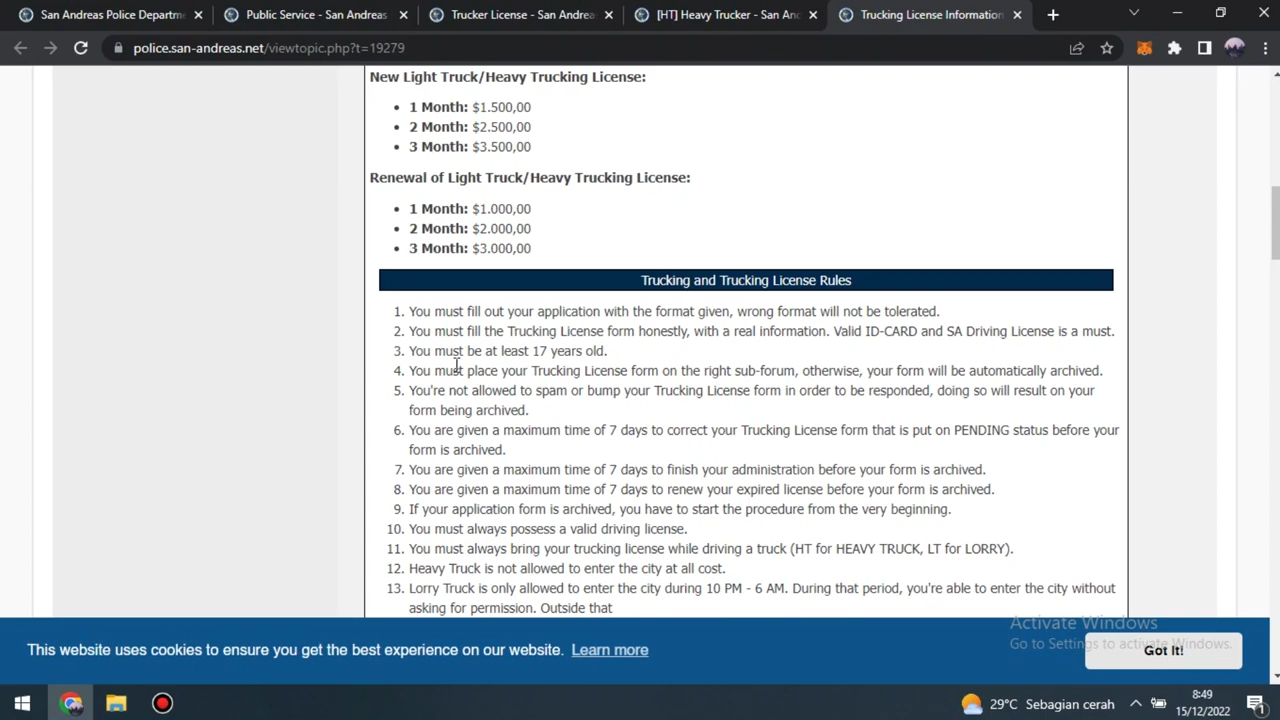 San Andreas Police Departm
Public Service - San Andreas
Trucker License - San Andrea
[HT] Heavy Trucker - San And
Trucking License Information
police.san-andreas.net/viewtopic.php?t=19279
New Light Truck/Heavy Trucking License:
• 1 Month: $1.500,00
• 2 Month: $2.500,00
• 3 Month: $3.500,00
Renewal of Light Truck/Heavy Trucking License:
• 1 Month: $1.000,00
• 2 Month: $2.000,00
• 3 Month: $3.000,00
Trucking and Trucking License Rules
1. You must fill out your application with the format given, wrong format will not be tolerated.
2. You must fill the Trucking License form honestly, with a real information. Valid ID-CARD and SA Driving License is a must.
3. You must be at least 17 years old.
4. You must place your Trucking License form on the right sub-forum, otherwise, your form will be automatically archived.
5. You're not allowed to spam or bump your Trucking License form in order to be responded, doing so will result on your
form being archived.
6. You are given a maximum time of 7 days to correct your Trucking License form that is put on PENDING status before your
form is archived.
7. You are given a maximum time of 7 days to finish your administration before your form is archived.
8. You are given a maximum time of 7 days to renew your expired license before your form is archived.
9. If your application form is archived, you have to start the procedure from the very beginning.
10. You must always possess a valid driving license.
11. You must always bring your trucking license while driving a truck (HT for HEAVY TRUCK, LT for LORRY).
12. Heavy Truck is not allowed to enter the city at all cost.
13. Lorry Truck is only allowed to enter the city during 10 PM - 6 AM. During that period, you're able to enter the city without
asking for permission. Outside that
Activate Windows
Go to Settings to activate Windows.
This website uses cookies to ensure you get the best experience on our website. Learn more
Got It!
29°C Sebagian cerah
8:49
15/12/2022
1